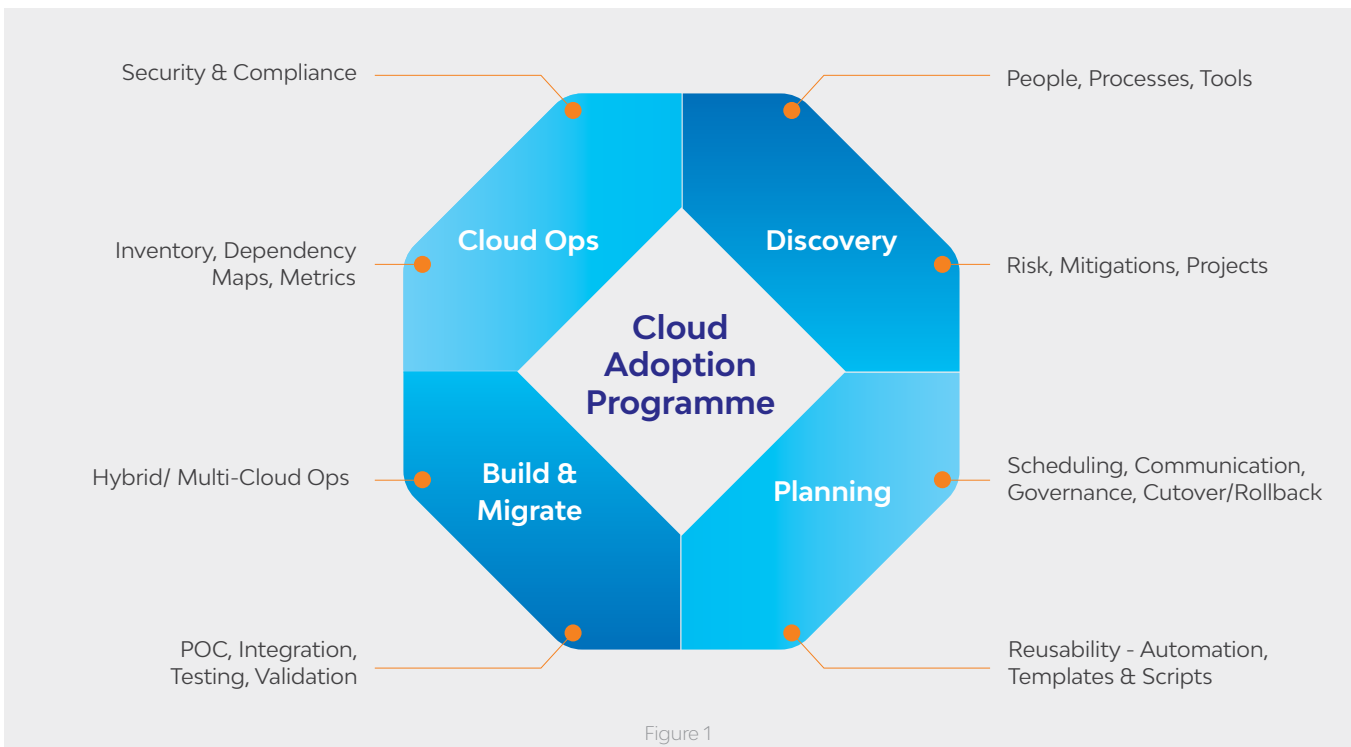 Security & Compliance
People, Processes, Tools
Cloud Ops
Discovery
Inventory, Dependency
Maps, Metrics
Risk, Mitigations, Projects
Cloud
Adoption
Programme
Hybrid/ Multi-Cloud Ops
Build &
Migrate
Planning
Scheduling, Communication,
Governance, Cutover/Rollback
POC, Integration,
Testing, Validation
Reusability - Automation,
Templates & Scripts
Figure 1